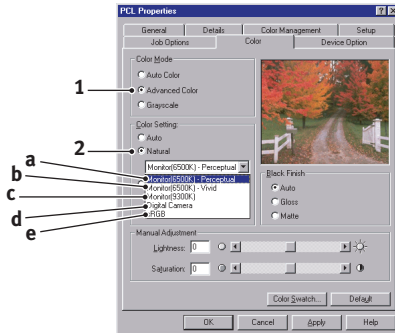 PCL Properties
General Details Color Management Setup
Job Options Color Device Option
Color Mode
Auto Color
1 Advanced Color
Grayscale
Color Setting:
Auto
2 Natural
Monitor(6500K) - Perceptual
a Monitor(6500K) - Perceptual
b Monitor(6500K) - Vivid
c Monitor(9300K)
d Digital Camera
e sRGB
Black Finish
Auto
Gloss
Matte
Manual Adjustment
Lightness: 0
Saturation: 0
Color Swatch... Default
OK Cancel Apply Help